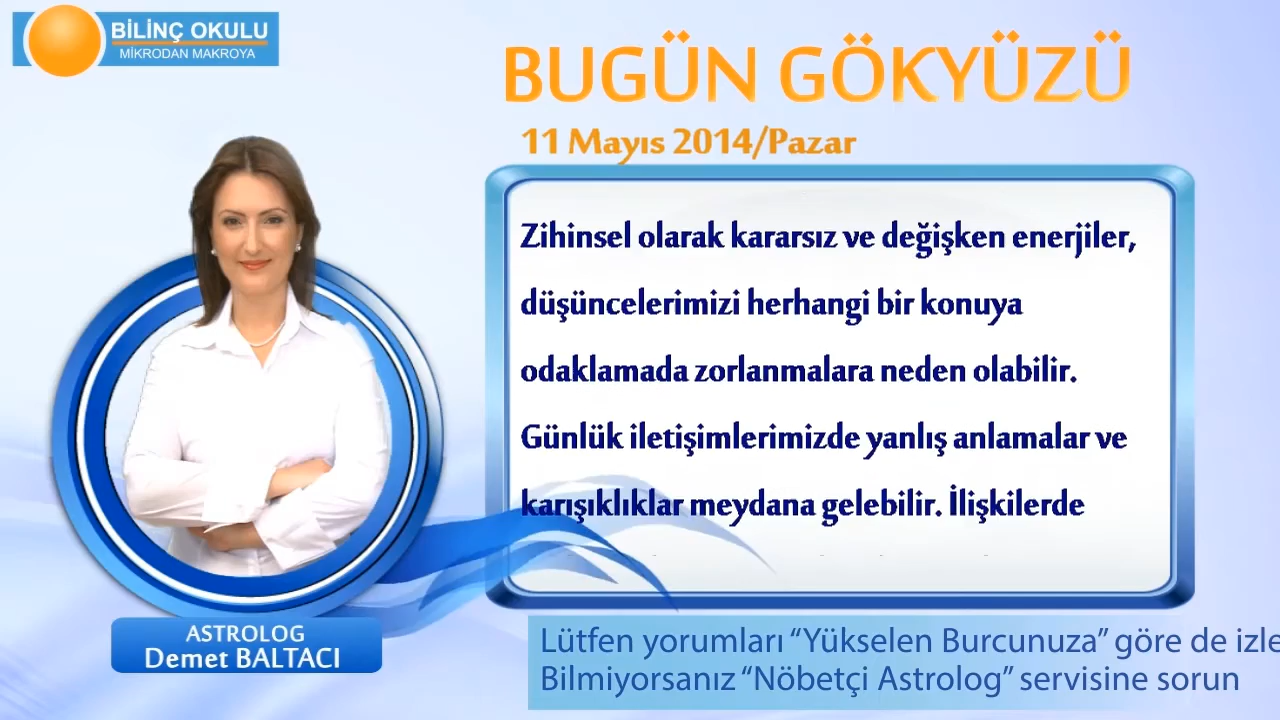 BİLİNÇ OKULU
MİKRODAN MAKROYA
BUGÜN GÖKYÜZÜ
11 Mayıs 2014/Pazar
Zihinsel olarak kararsız ve değişken enerjiler,
düşüncelerimizi herhangi bir konuya
odaklamada zorlanmalara neden olabilir.
Günlük iletişimlerimizde yanlış anlamalar ve
karışıklıklar meydana gelebilir. İlişkilerde
ASTROLOG
Demet BALTACI
Lütfen yorumları “Yükselen Burcunuza” göre de izle
Bilmiyorsanız “Nöbetçi Astrolog” servisine sorun